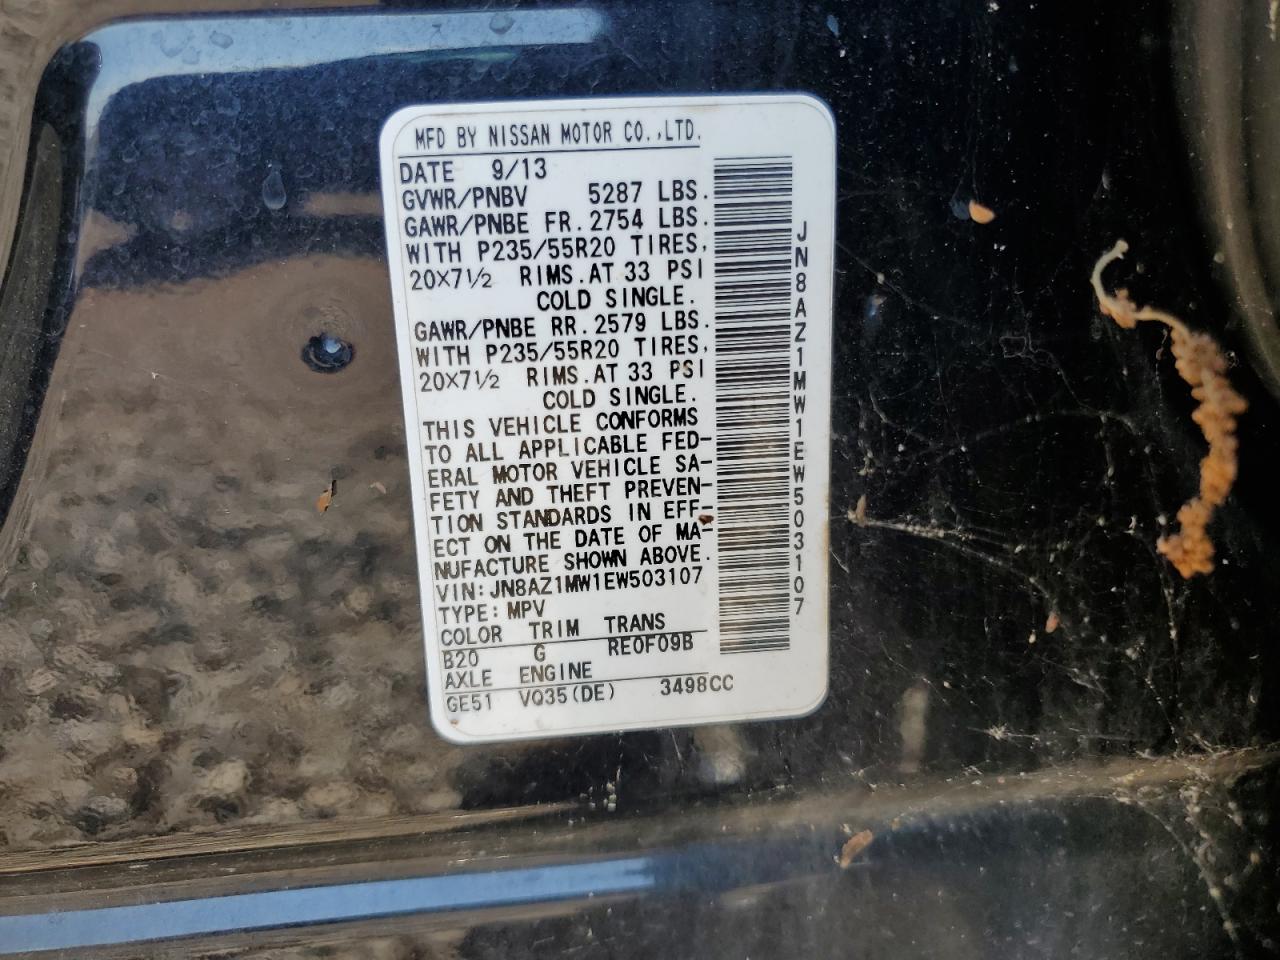 MFD BY NISSAN MOTOR CO.,LTD.
DATE 9/13
GVWR/PNBV 5287 LBS.
GAWR/PNBE FR.2754 LBS.
WITH P235/55R20 TIRES,
20X7½ RIMS.AT 33 PSI
COLD SINGLE.
GAWR/PNBE RR.2579 LBS.
WITH P235/55R20 TIRES,
20X7½ RIMS.AT 33 PSI
COLD SINGLE.
THIS VEHICLE CONFORMS
TO ALL APPLICABLE FED-
ERAL MOTOR VEHICLE SA-
FETY AND THEFT PREVEN-
TION STANDARDS IN EFF-
ECT ON THE DATE OF MA-
NUFACTURE SHOWN ABOVE.
VIN:JN8AZ1MW1EW503107
TYPE:MPV
COLOR TRIM TRANS
B20 G RE0F09B
AXLE ENGINE
GE51 VQ35(DE) 3498CC
JN8AZ1MW1EW503107